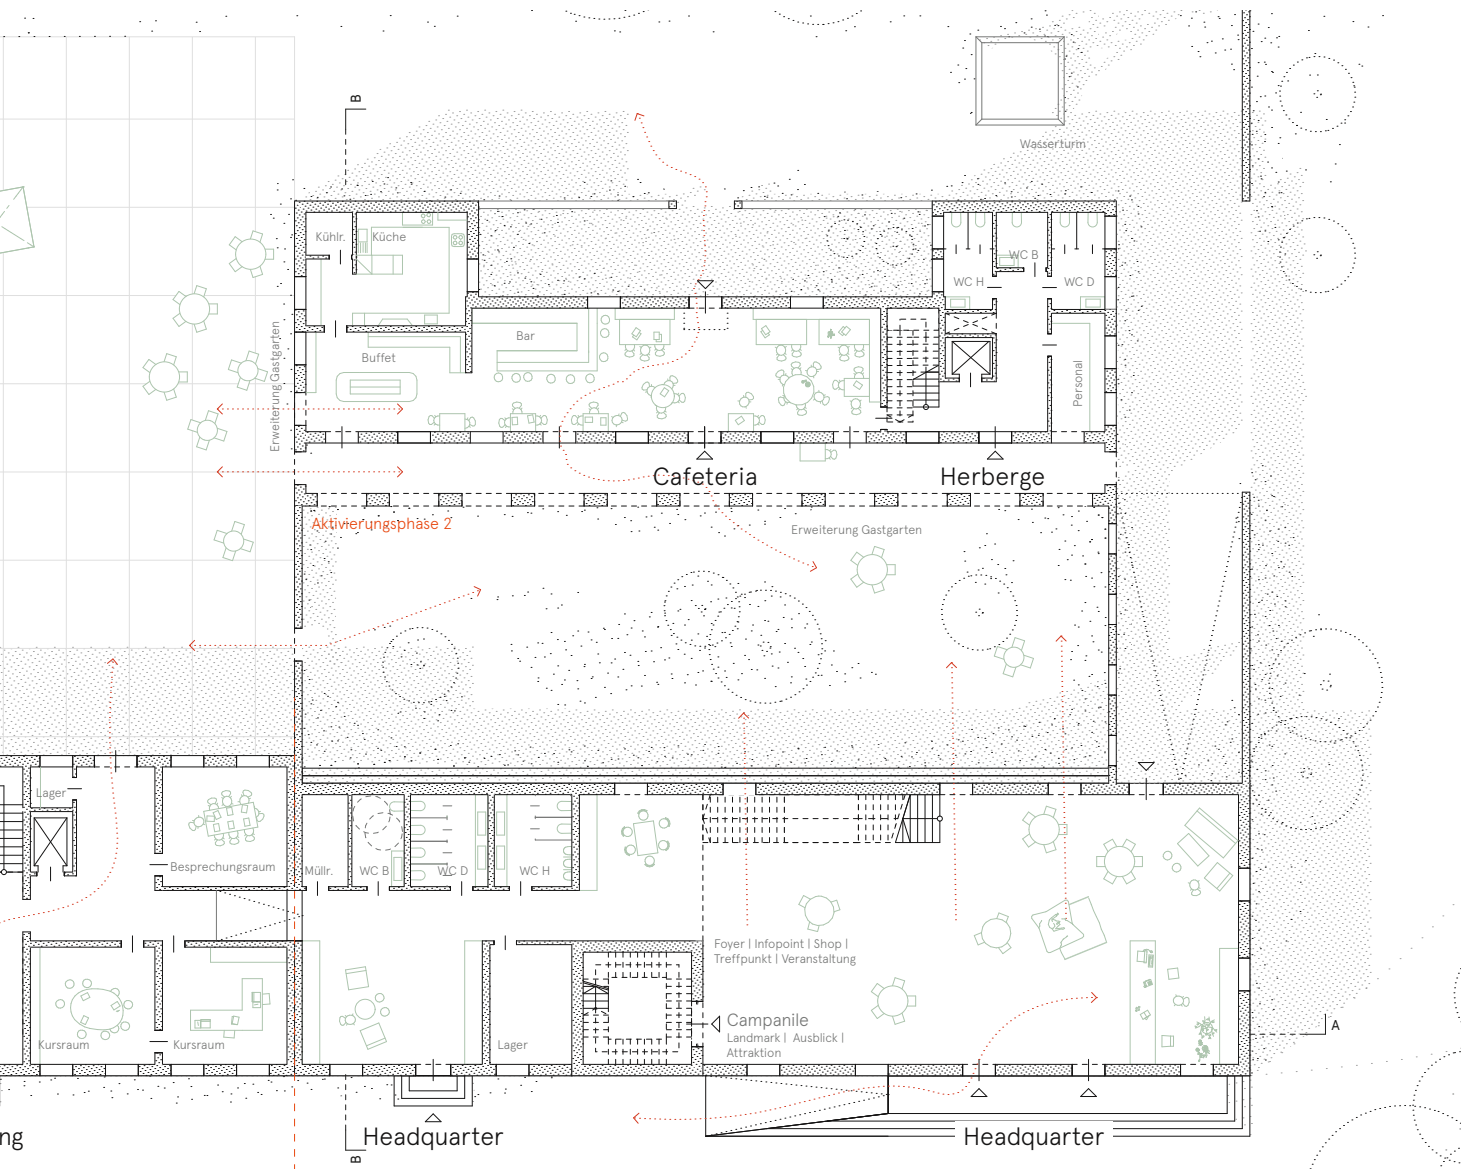 B
Wasserturm
Kühlr.
Küche
WC B
WC H
WC D
Erweiterung Gastgarten
Bar
Buffet
Personal
Cafeteria
Herberge
Aktivierungsphase 2
Erweiterung Gastgarten
Lager
Besprechungsraum
Müllr.
WC B
WC D
WC H
Foyer | Infopoint | Shop |
Treffpunkt | Veranstaltung
Campanile
Landmark | Ausblick |
Attraktion
A
Kursraum
Kursraum
Lager
ng
Headquarter
Headquarter
B